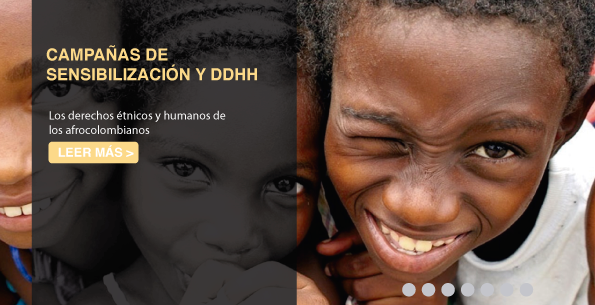 CAMPAÑAS DE
SENSIBILIZACIÓN Y DDHH
Los derechos étnicos y humanos de
los afrocolombianos
LEER MÁS >